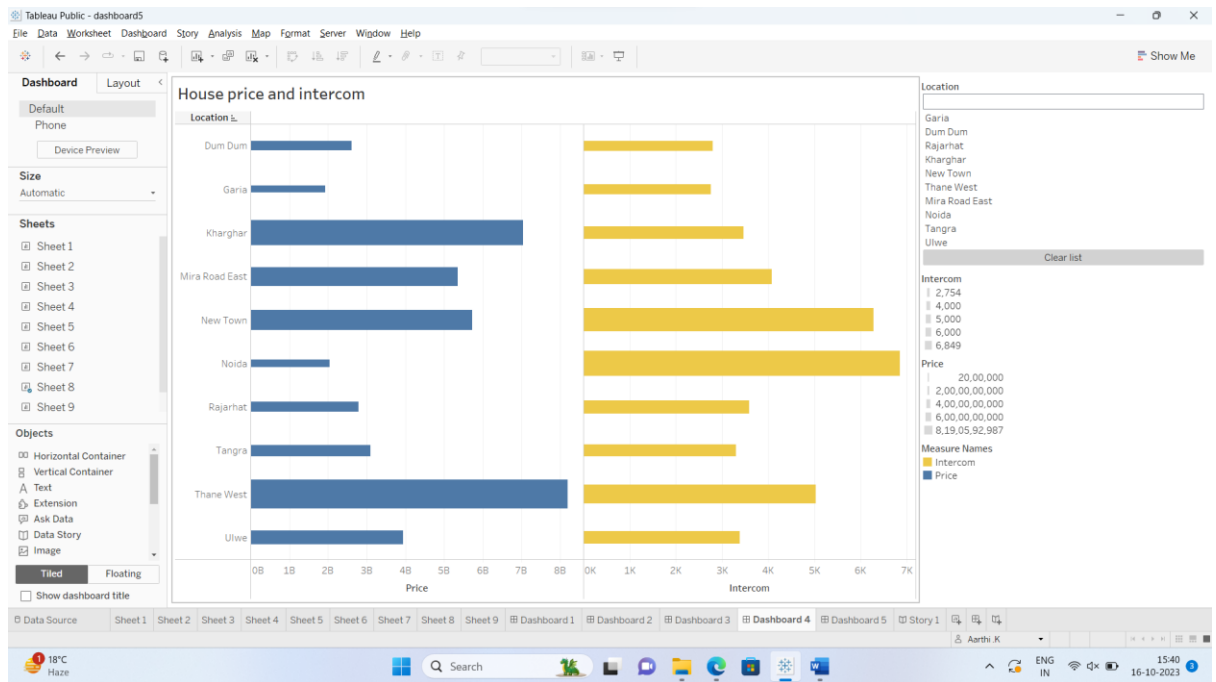 Tableau Public - dashboard5
File Data Worksheet Dashboard Story Analysis Map Format Server Window Help
Show Me
Dashboard Layout
Default
Phone
Device Preview
Size
Automatic
Sheets
Sheet 1
Sheet 2
Sheet 3
Sheet 4
Sheet 5
Sheet 6
Sheet 7
Sheet 8
Sheet 9
Objects
Horizontal Container
Vertical Container
A Text
Extension
Ask Data
Data Story
Image
Tiled Floating
Show dashboard title
House price and intercom
Location
Dum Dum
Garia
Kharghar
Mira Road East
New Town
Noida
Rajarhat
Tangra
Thane West
Ulwe
0B 1B 2B 3B 4B 5B 6B 7B 8B 0K 1K 2K 3K 4K 5K 6K 7K
Price Intercom
Location
Garia
Dum Dum
Rajarhat
Kharghar
New Town
Thane West
Mira Road East
Noida
Tangra
Ulwe
Clear list
Intercom
2,754
4,000
5,000
6,000
6,849
Price
20,00,000
2,00,00,00,000
4,00,00,00,000
6,00,00,00,000
8,19,05,92,987
Measure Names
Intercom
Price
Data Source Sheet 1 Sheet 2 Sheet 3 Sheet 4 Sheet 5 Sheet 6 Sheet 7 Sheet 8 Sheet 9 Dashboard 1 Dashboard 2 Dashboard 3 Dashboard 4 Dashboard 5 Story 1
Aarthi .K
1 18°C
Haze
Search
ENG
IN
15:40
16-10-2023
3